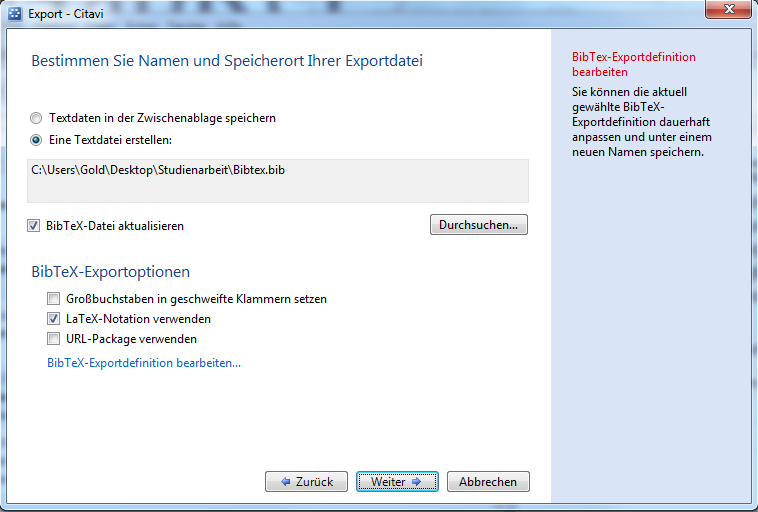 Export - Citavi
Bestimmen Sie Namen und Speicherort Ihrer Exportdatei
Textdaten in der Zwischenablage speichern
Eine Textdatei erstellen:
C:\Users\Gold\Desktop\Studienarbeit\Bibtex.bib
BibTeX-Datei aktualisieren
Durchsuchen...
BibTeX-Exportoptionen
Großbuchstaben in geschweifte Klammern setzen
LaTeX-Notation verwenden
URL-Package verwenden
BibTeX-Exportdefinition bearbeiten...
Zurück
Weiter
Abbrechen
BibTex-Exportdefinition
bearbeiten
Sie können die aktuell
gewählte BibTeX-
Exportdefinition dauerhaft
anpassen und unter einem
neuen Namen speichern.